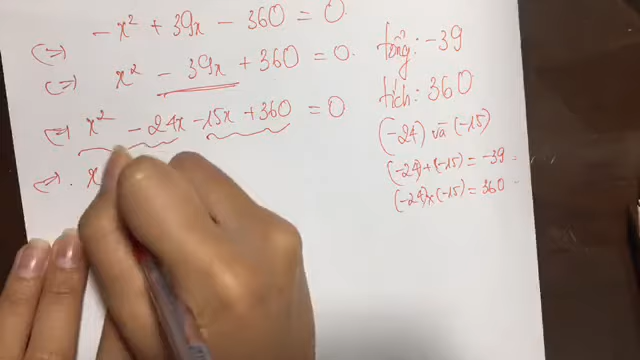 -x² + 39x - 360 = 0
(=) x² - 39x + 360 = 0.
(=) x² - 24x - 15x + 360 = 0
(=). x
tổng: -39
tích: 360
(-24) và (-15)
(-24)+(-15) = -39
(-24)x(-15) = 360